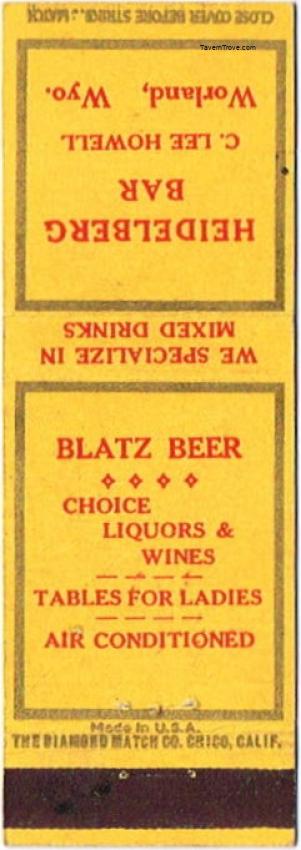 TavernTrove.com
HEIDELBERG
BAR
C. LEE HOWELL
Worland, Wyo.
WE SPECIALIZE IN
MIXED DRINKS
BLATZ BEER
CHOICE
LIQUORS &
WINES
TABLES FOR LADIES
AIR CONDITIONED
Made in U.S.A.
THE DIAMOND MATCH CO. CHICO, CALIF.
CLOSE COVER BEFORE STRIKING MATCH